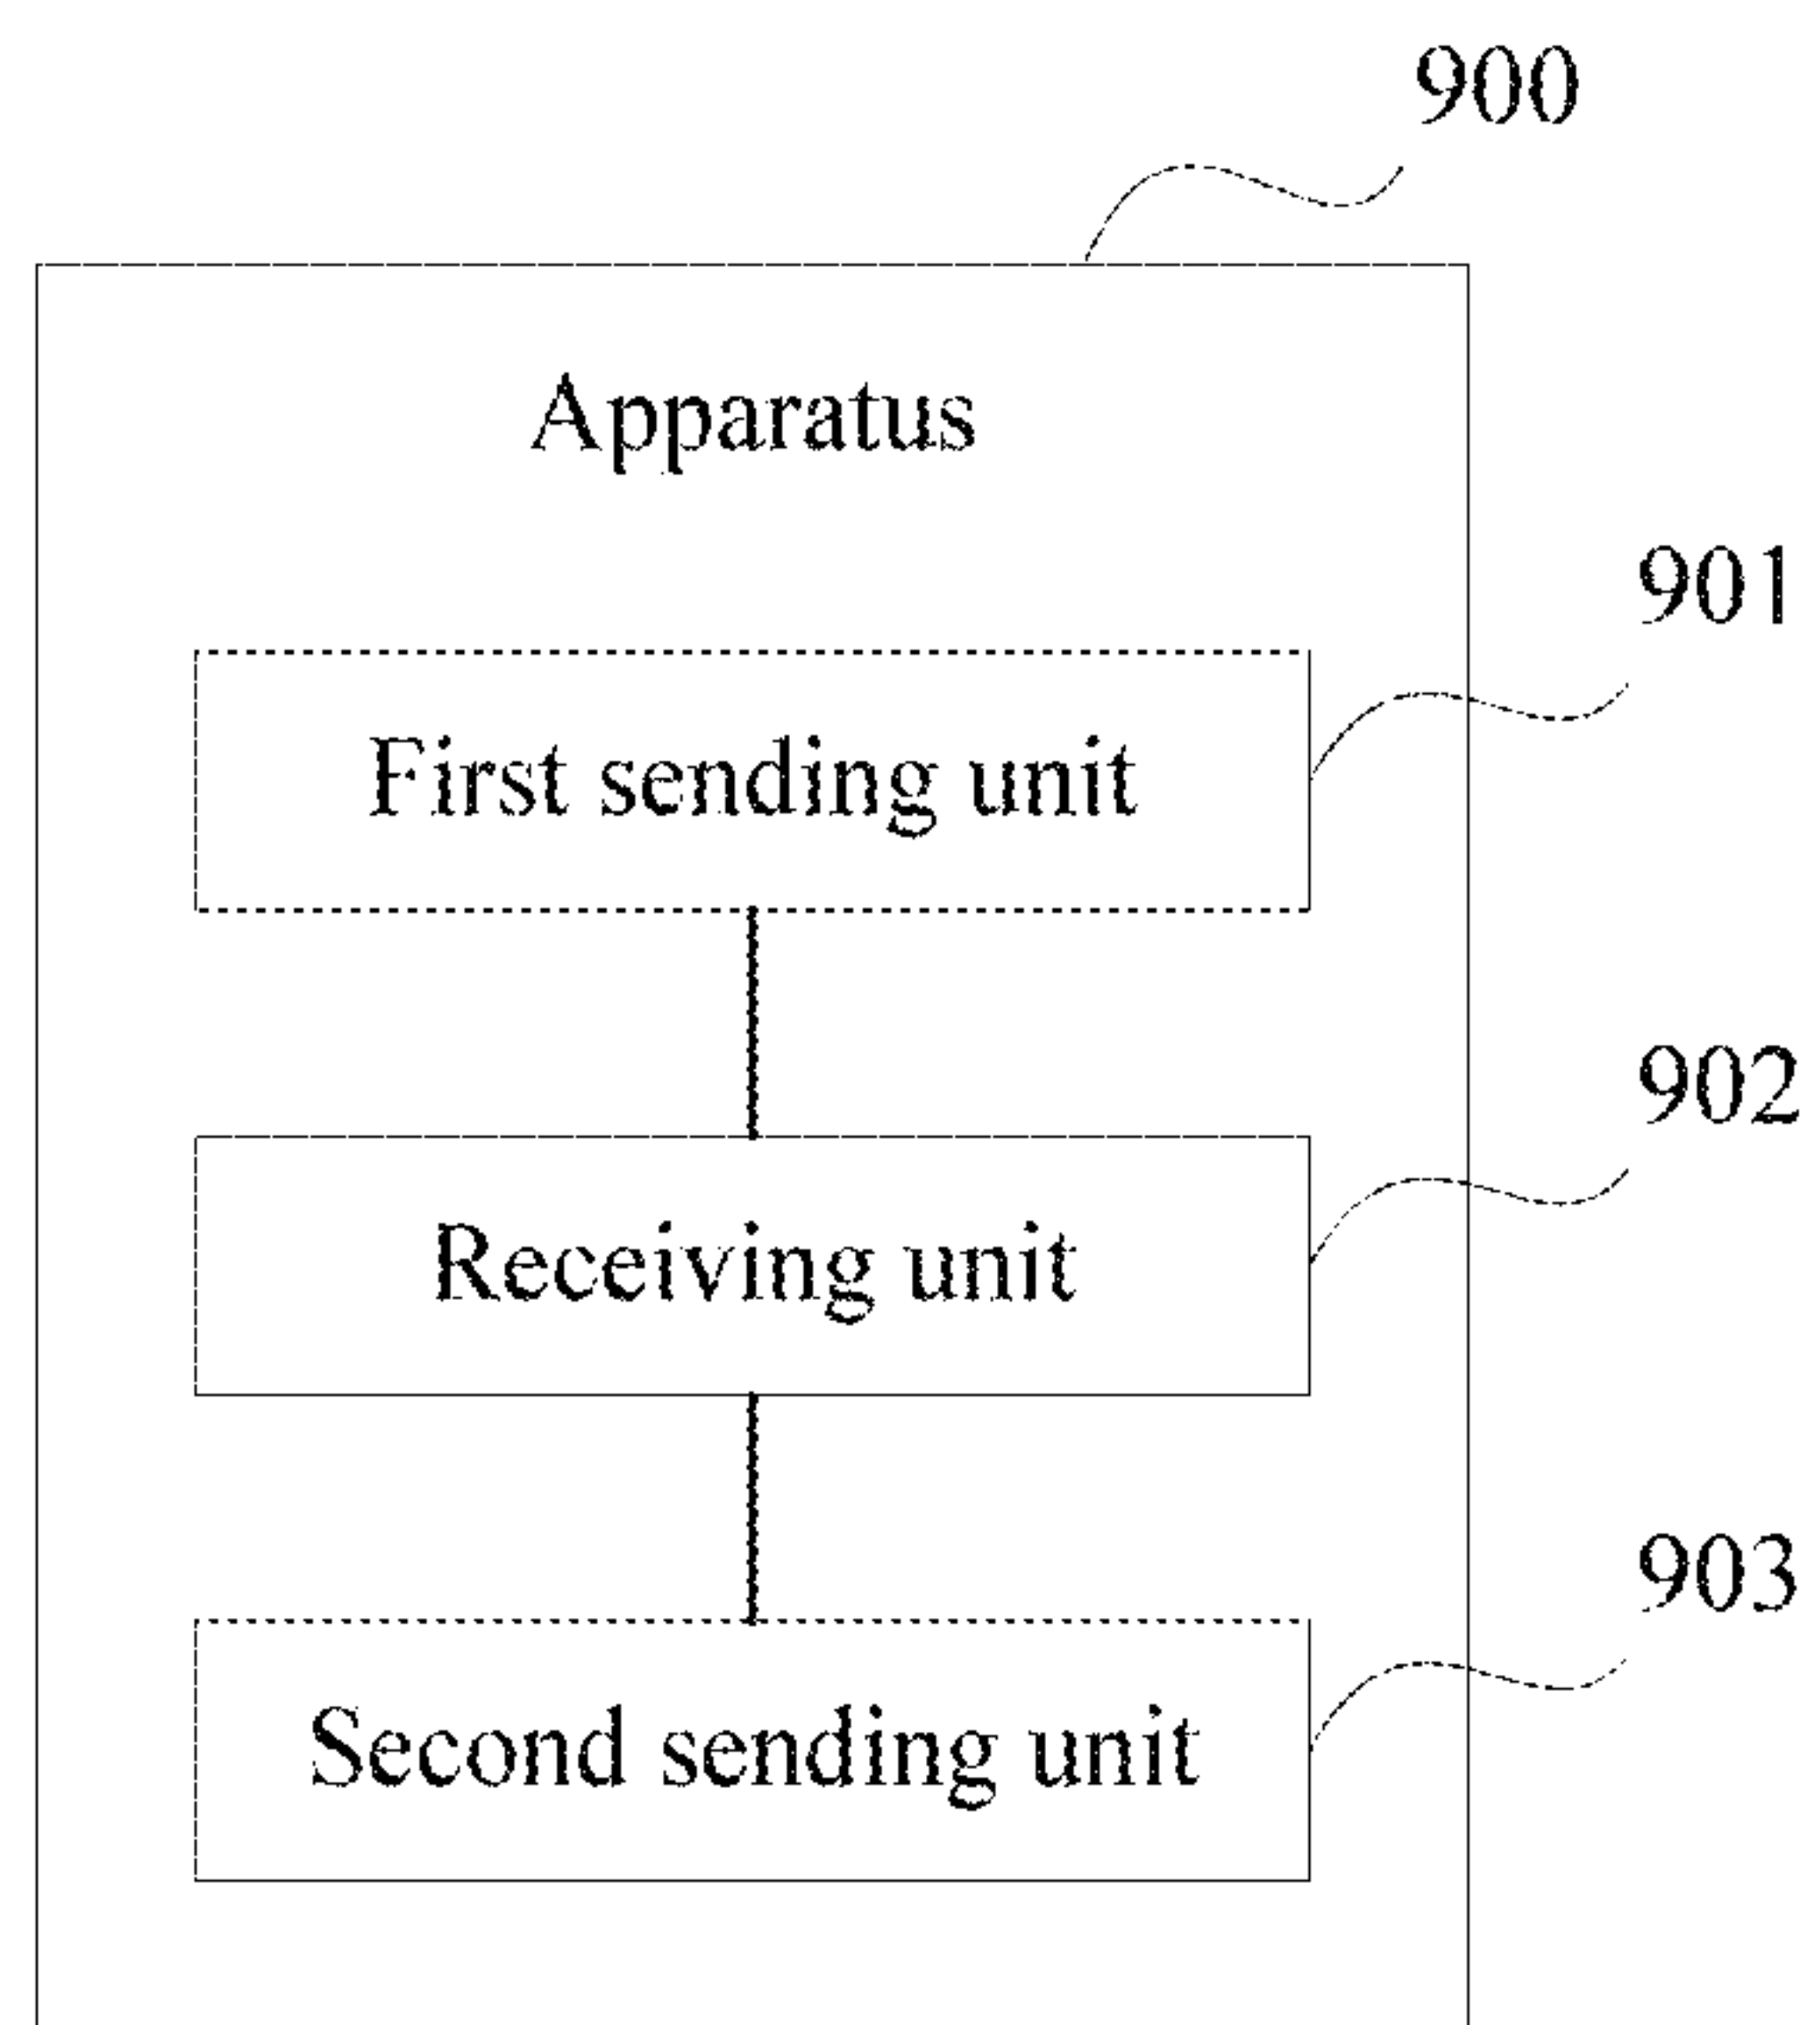 900
Apparatus
901
First sending unit
902
Receiving unit
903
Second sending unit